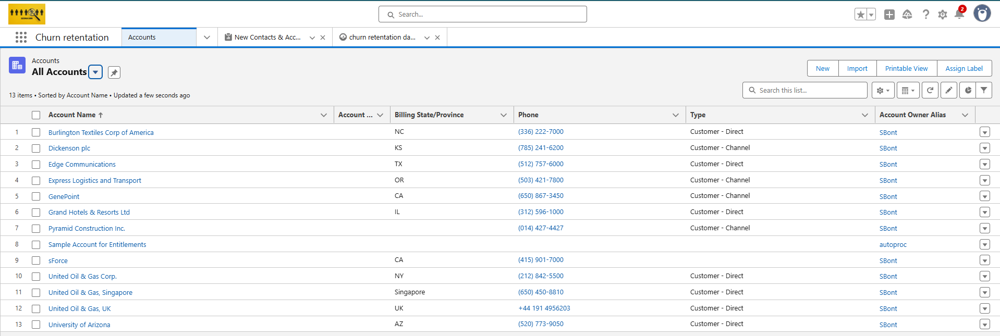 Search...
2
Churn retentation
Accounts
New Contacts & Acc...
churn retentation da...
Accounts
All Accounts
New Import Printable View Assign Label
13 items • Sorted by Account Name • Updated a few seconds ago
Search this list...
Account Name Account ... Billing State/Province Phone Type Account Owner Alias
1 Burlington Textiles Corp of America NC (336) 222-7000 Customer - Direct SBont
2 Dickenson plc KS (785) 241-6200 Customer - Channel SBont
3 Edge Communications TX (512) 757-6000 Customer - Direct SBont
4 Express Logistics and Transport OR (503) 421-7800 Customer - Channel SBont
5 GenePoint CA (650) 867-3450 Customer - Channel SBont
6 Grand Hotels & Resorts Ltd IL (312) 596-1000 Customer - Direct SBont
7 Pyramid Construction Inc. (014) 427-4427 Customer - Channel SBont
8 Sample Account for Entitlements autoproc
9 sForce CA (415) 901-7000 SBont
10 United Oil & Gas Corp. NY (212) 842-5500 Customer - Direct SBont
11 United Oil & Gas, Singapore Singapore (650) 450-8810 Customer - Direct SBont
12 United Oil & Gas, UK UK +44 191 4956203 Customer - Direct SBont
13 University of Arizona AZ (520) 773-9050 Customer - Direct SBont